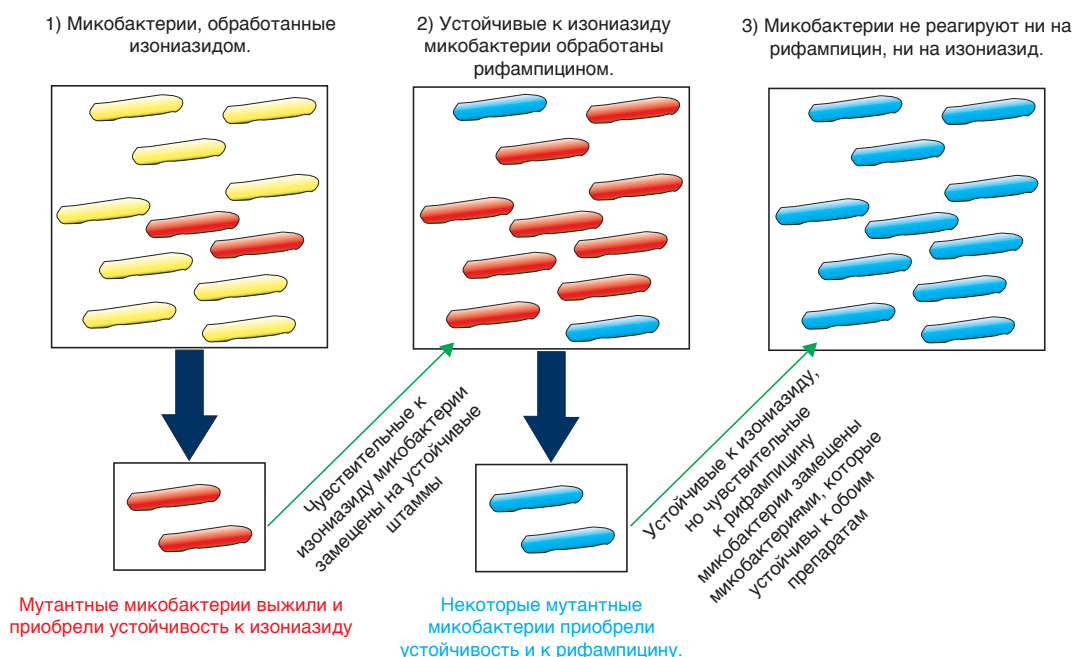 1) Микобактерии, обработанные
изониазидом.
2) Устойчивые к изониазиду
микобактерии обработаны
рифампицином.
3) Микобактерии не реагируют ни на
рифампицин, ни на изониазид.
Чувствительные к
изониазиду микобактерии
замещены на устойчивые
штаммы
Устойчивые к изониазиду,
но чувствительные
к рифампицину
микобактерии замещены
микобактериями, которые
устойчивы к обоим
препаратам
Мутантные микобактерии выжили и
приобрели устойчивость к изониазиду
Некоторые мутантные
микобактерии приобрели
устойчивость и к рифампицину.